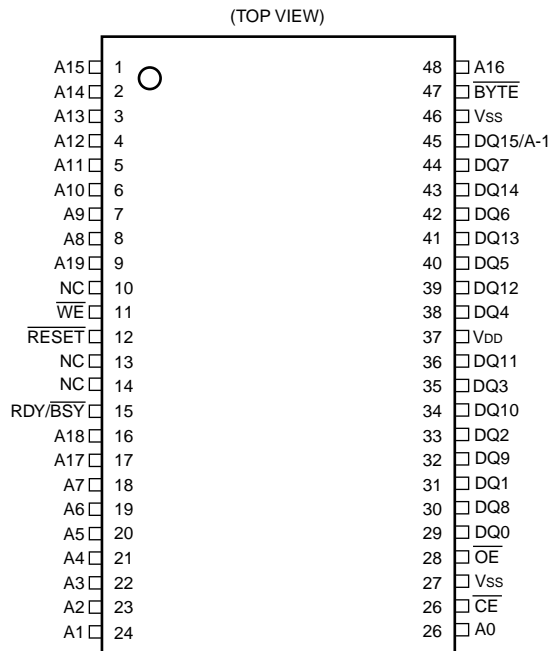 (TOP VIEW)
A15 1 48 A16
A14 2 47 BYTE
A13 3 46 Vss
A12 4 45 DQ15/A-1
A11 5 44 DQ7
A10 6 43 DQ14
A9 7 42 DQ6
A8 8 41 DQ13
A19 9 40 DQ5
NC 10 39 DQ12
WE 11 38 DQ4
RESET 12 37 VDD
NC 13 36 DQ11
NC 14 35 DQ3
RDY/BSY 15 34 DQ10
A18 16 33 DQ2
A17 17 32 DQ9
A7 18 31 DQ1
A6 19 30 DQ8
A5 20 29 DQ0
A4 21 28 OE
A3 22 27 Vss
A2 23 26 CE
A1 24 26 A0